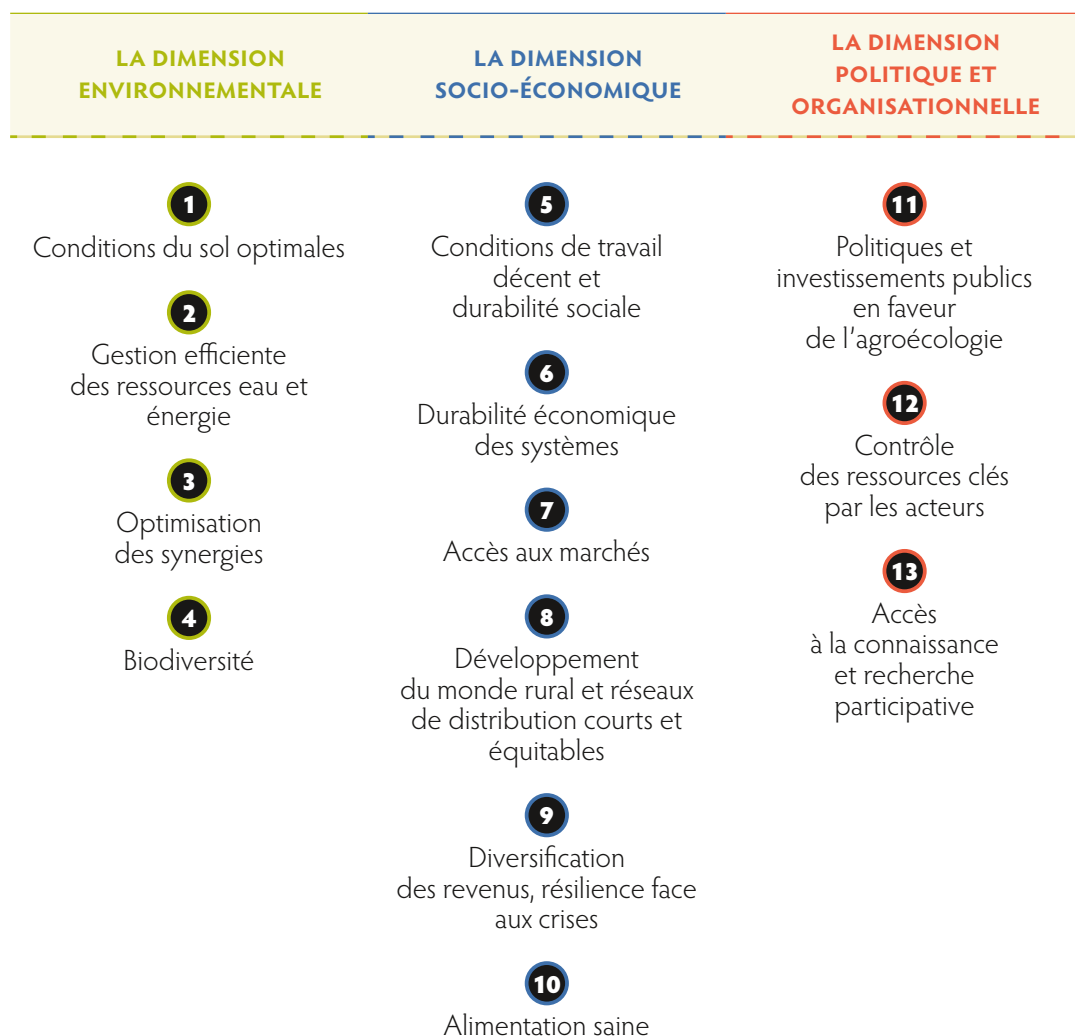 LA DIMENSION
ENVIRONNEMENTALE
LA DIMENSION
SOCIO-ÉCONOMIQUE
LA DIMENSION
POLITIQUE ET
ORGANISATIONNELLE
1
Conditions du sol optimales
2
Gestion efficiente
des ressources eau et
énergie
3
Optimisation
des synergies
4
Biodiversité
5
Conditions de travail
décent et
durabilité sociale
6
Durabilité économique
des systèmes
7
Accès aux marchés
8
Développement
du monde rural et réseaux
de distribution courts et
équitables
9
Diversification
des revenus, résilience face
aux crises
10
Alimentation saine
11
Politiques et
investissements publics
en faveur
de l'agroécologie
12
Contrôle
des ressources clés
par les acteurs
13
Accès
à la connaissance
et recherche
participative